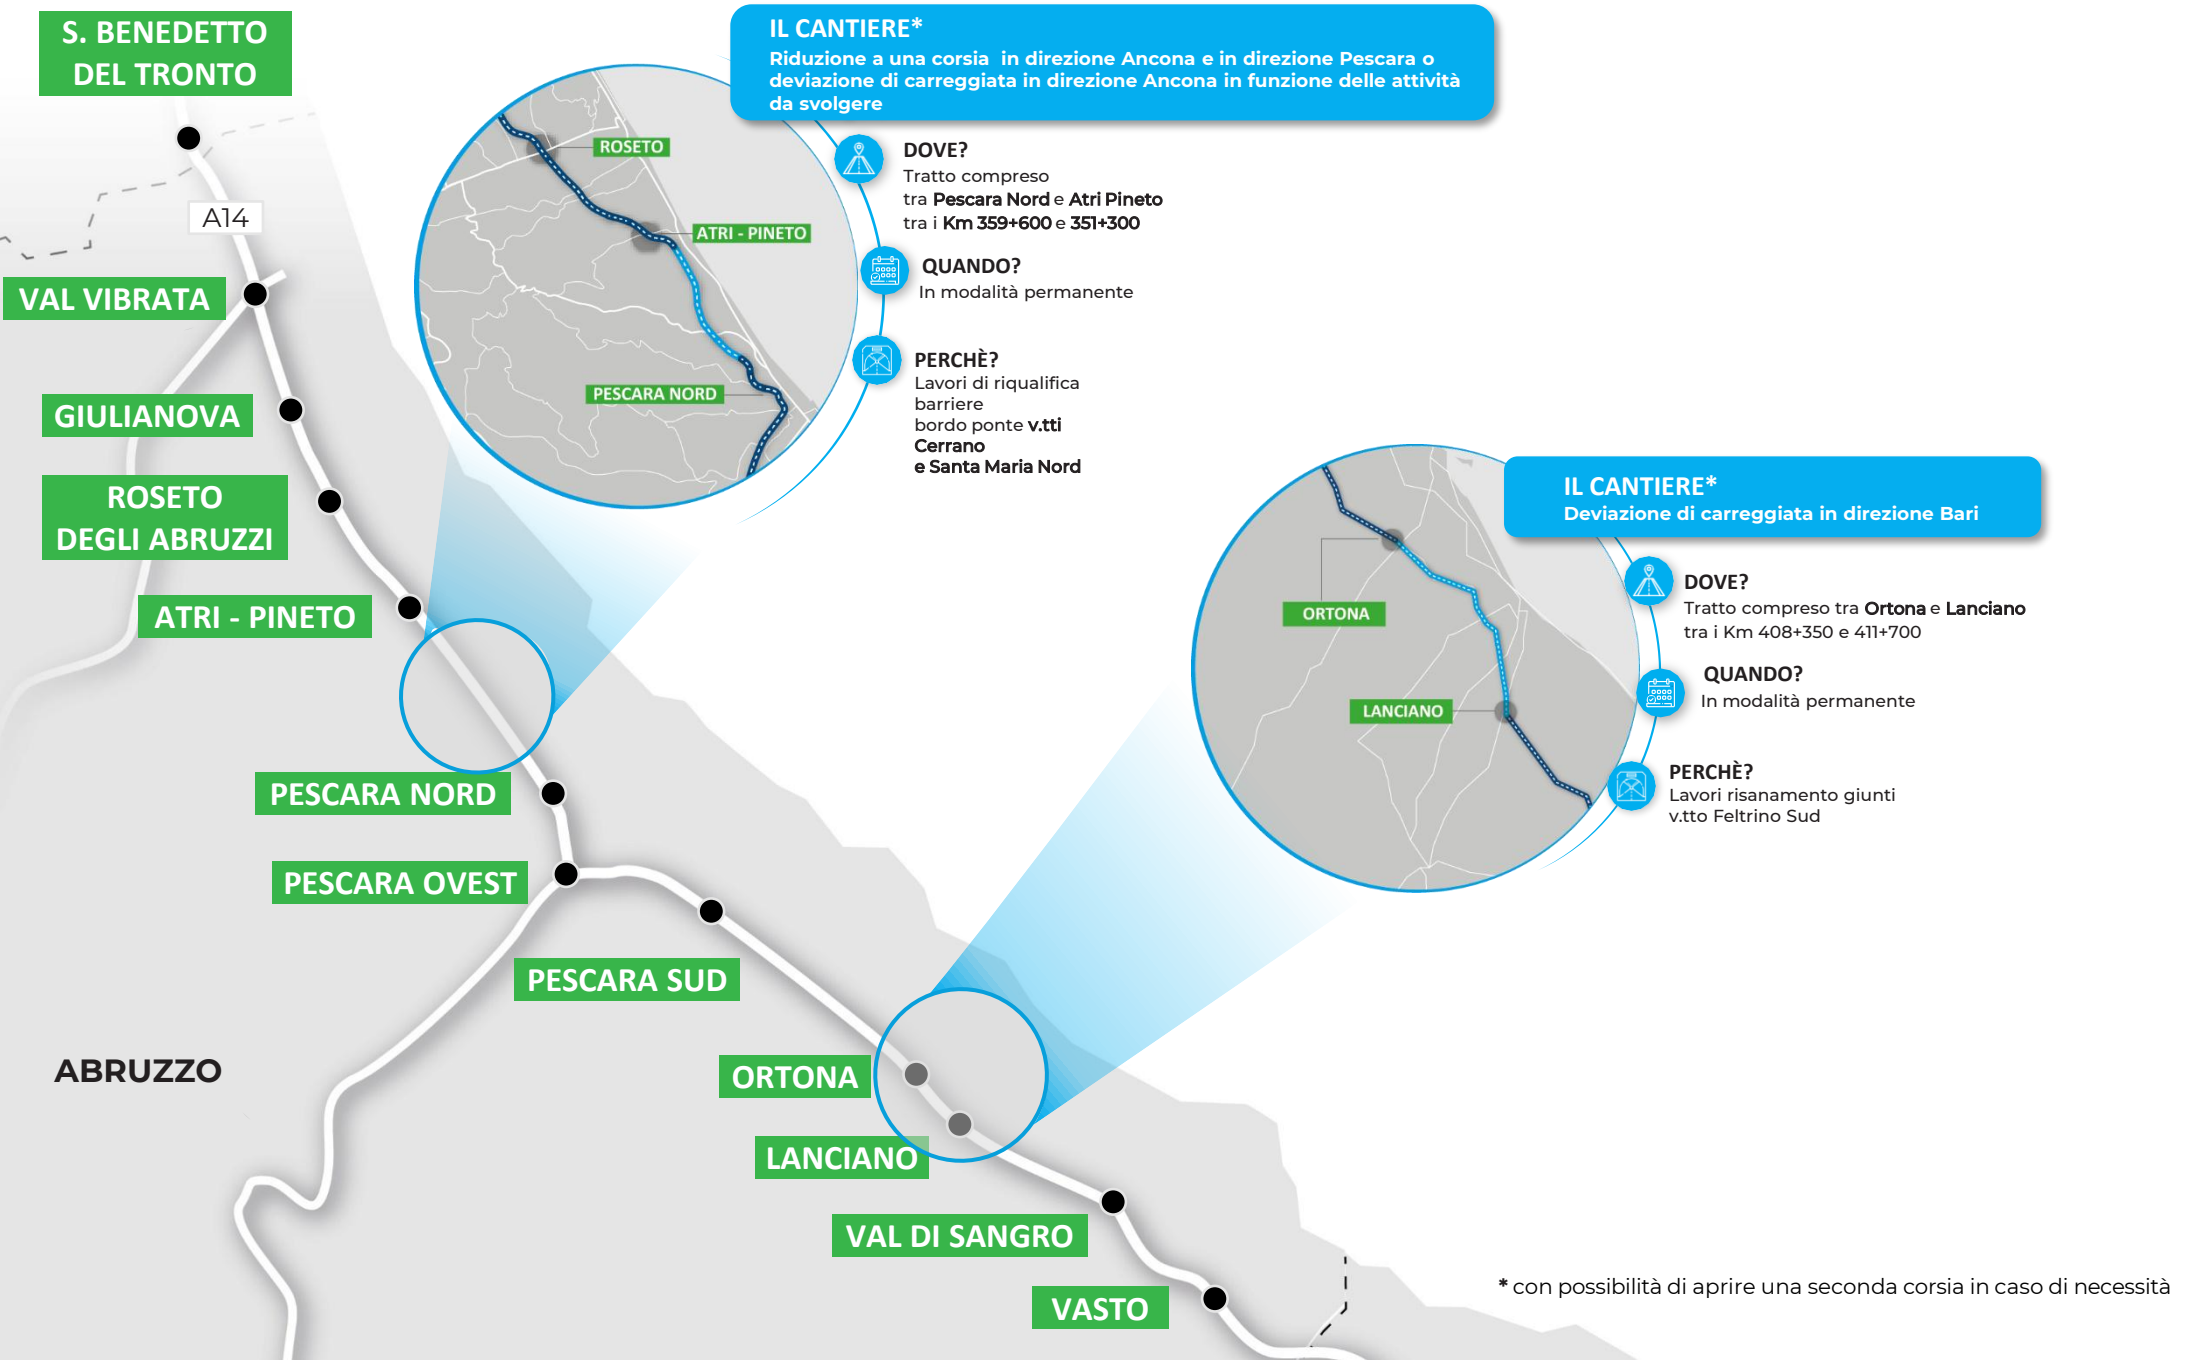 S. BENEDETTO
DEL TRONTO
A14
VAL VIBRATA
GIULIANOVA
ROSETO
DEGLI ABRUZZI
ATRI - PINETO
PESCARA NORD
PESCARA OVEST
PESCARA SUD
ABRUZZO
ORTONA
LANCIANO
VAL DI SANGRO
VASTO
ROSETO
ATRI - PINETO
PESCARA NORD
IL CANTIERE*
Riduzione a una corsia in direzione Ancona e in direzione Pescara o
deviazione di carreggiata in direzione Ancona in funzione delle attività
da svolgere
DOVE?
Tratto compreso
tra Pescara Nord e Atri Pineto
tra i Km 359+600 e 351+300
QUANDO?
In modalità permanente
PERCHÈ?
Lavori di riqualifica
barriere
bordo ponte v.tti
Cerrano
e Santa Maria Nord
ORTONA
LANCIANO
IL CANTIERE*
Deviazione di carreggiata in direzione Bari
DOVE?
Tratto compreso tra Ortona e Lanciano
tra i Km 408+350 e 411+700
QUANDO?
In modalità permanente
PERCHÈ?
Lavori risanamento giunti
v.tto Feltrino Sud
* con possibilità di aprire una seconda corsia in caso di necessità